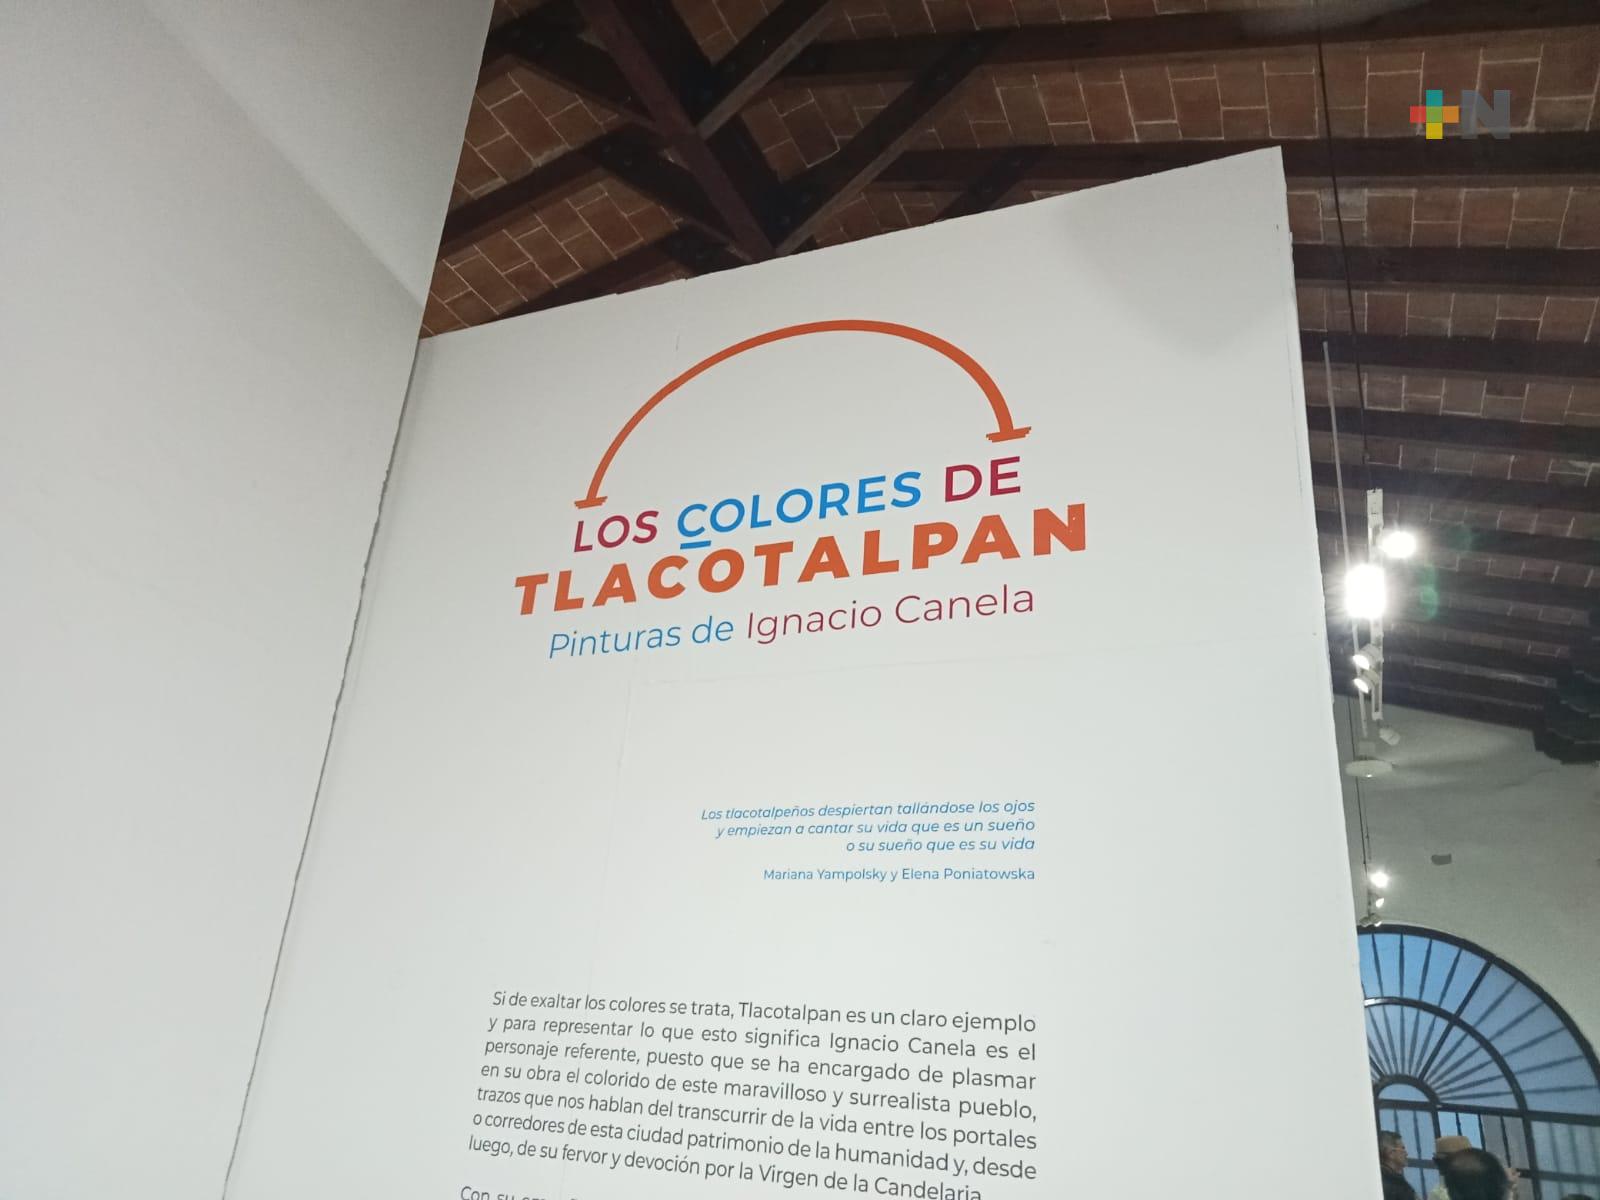 +N
LOS COLORES DE
TLACOTALPAN
Pinturas de Ignacio Canela
Los tlacotalpeños despiertan tallándose los ojos
y empiezan a cantar su vida que es un sueño
o su sueño que es su vida
Mariana Yampolsky y Elena Poniatowska
Si de exaltar los colores se trata, Tlacotalpan es un claro ejemplo
y para representar lo que esto significa Ignacio Canela es el
personaje referente, puesto que se ha encargado de plasmar
en su obra el colorido de este maravilloso y surrealista pueblo,
trazos que nos hablan del transcurrir de la vida entre los portales
o corredores de esta ciudad patrimonio de la humanidad y, desde
luego, de su fervor y devoción por la Virgen de la Candelaria.
Con su